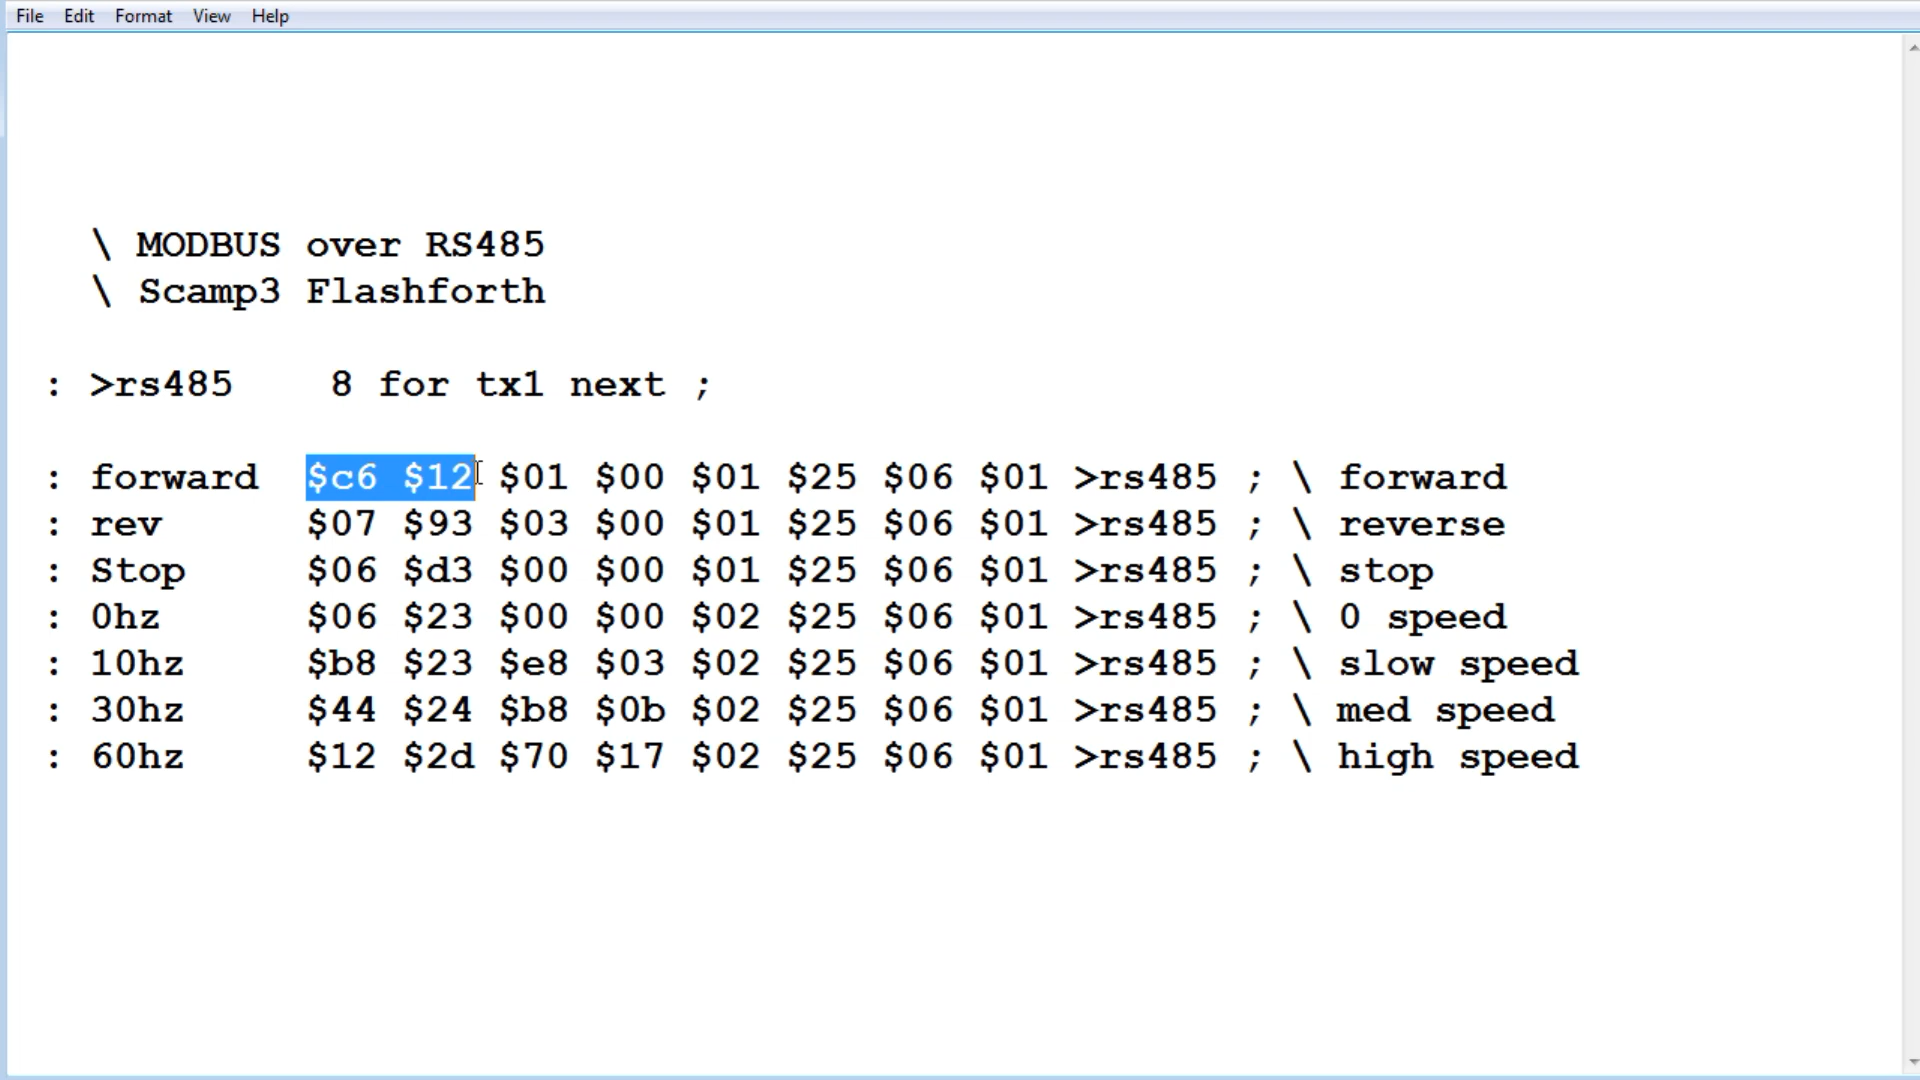 File Edit Format View Help
\ MODBUS over RS485
\ Scamp3 Flashforth
: >rs485 8 for tx1 next ;
: forward $c6 $12 $01 $00 $01 $25 $06 $01 >rs485 ; \ forward
: rev $07 $93 $03 $00 $01 $25 $06 $01 >rs485 ; \ reverse
: Stop $06 $d3 $00 $00 $01 $25 $06 $01 >rs485 ; \ stop
: 0hz $06 $23 $00 $00 $02 $25 $06 $01 >rs485 ; \ 0 speed
: 10hz $b8 $23 $e8 $03 $02 $25 $06 $01 >rs485 ; \ slow speed
: 30hz $44 $24 $b8 $0b $02 $25 $06 $01 >rs485 ; \ med speed
: 60hz $12 $2d $70 $17 $02 $25 $06 $01 >rs485 ; \ high speed